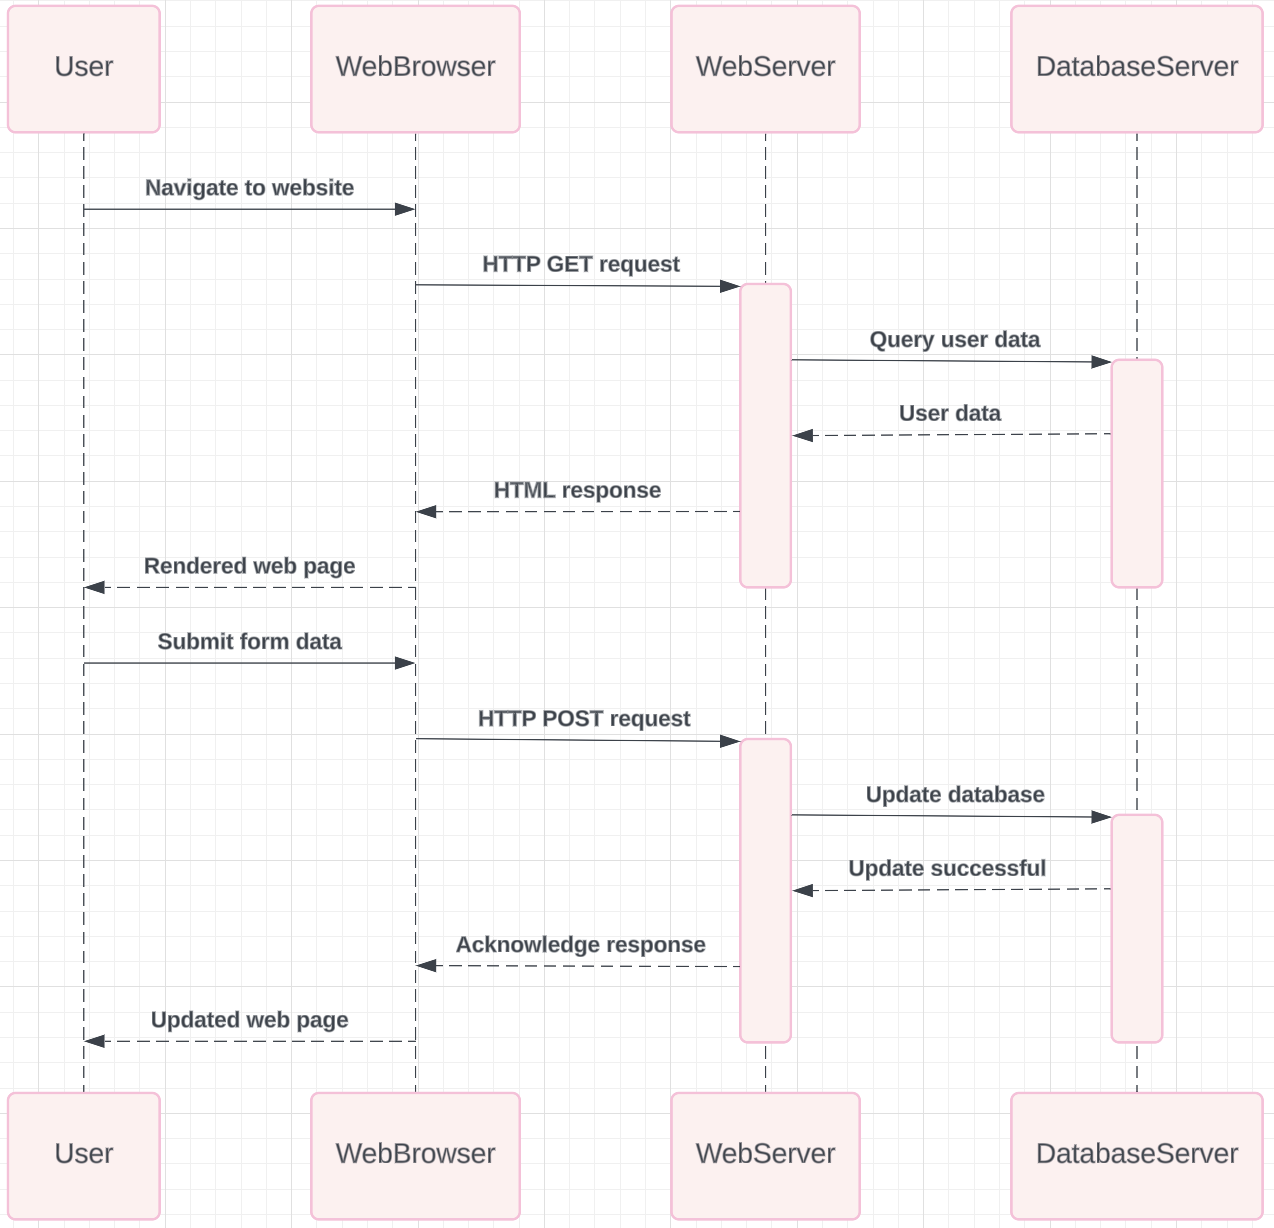 User
WebBrowser
WebServer
DatabaseServer
Navigate to website
HTTP GET request
Query user data
User data
HTML response
Rendered web page
Submit form data
HTTP POST request
Update database
Update successful
Acknowledge response
Updated web page
User
WebBrowser
WebServer
DatabaseServer